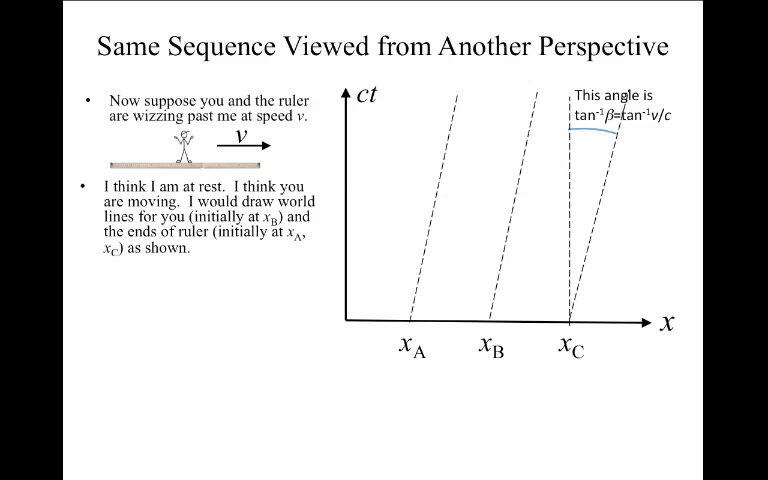 Same Sequence Viewed from Another Perspective
• Now suppose you and the ruler
are wizzing past me at speed v.
v
• I think I am at rest. I think you
are moving. I would draw world
lines for you (initially at xB) and
the ends of ruler (initially at xA,
xC) as shown.
ct
This angle is
tan⁻¹β=tan⁻¹v/c
x
xA xB xC